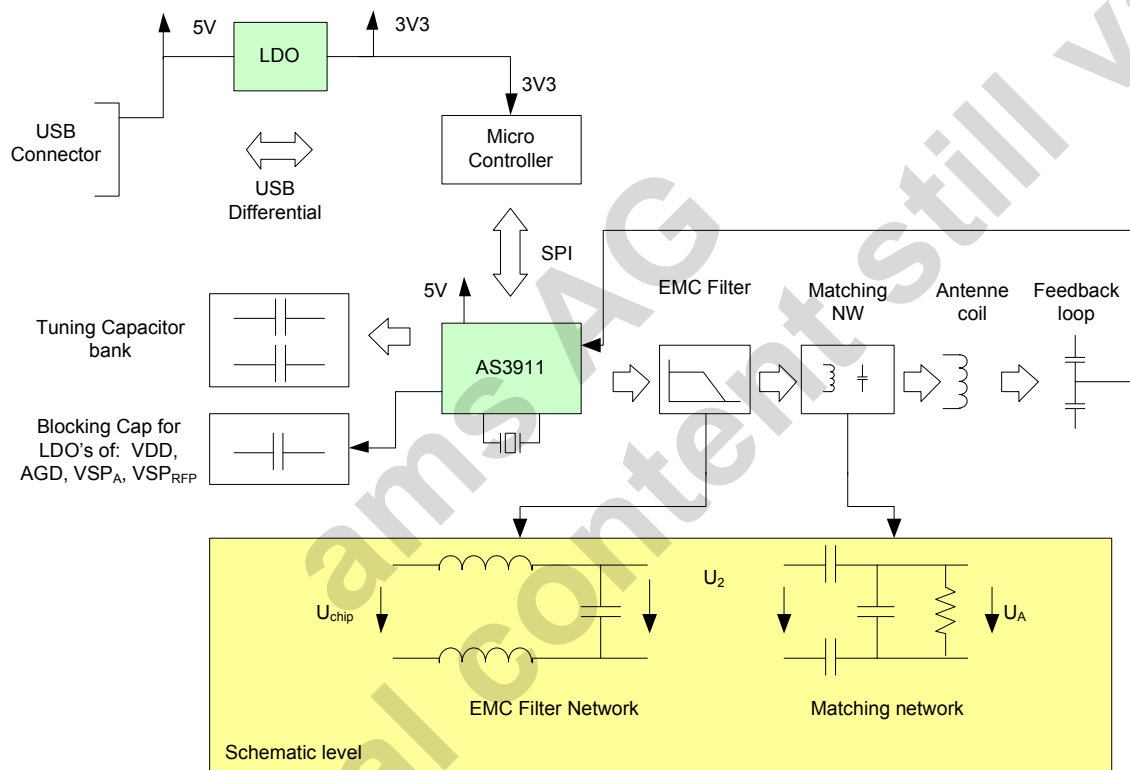 5V
LDO
3V3
3V3
USB
Connector
Micro
Controller
USB
Differential
SPI
5V
EMC Filter
Matching
NW
Antenne
coil
Feedback
loop
Tuning Capacitor
bank
AS3911
Blocking Cap for
LDO's of: VDD,
AGD, VSPA, VSPRFP
Uchip
U2
UA
EMC Filter Network
Matching network
Schematic level
ams AG
al content still v